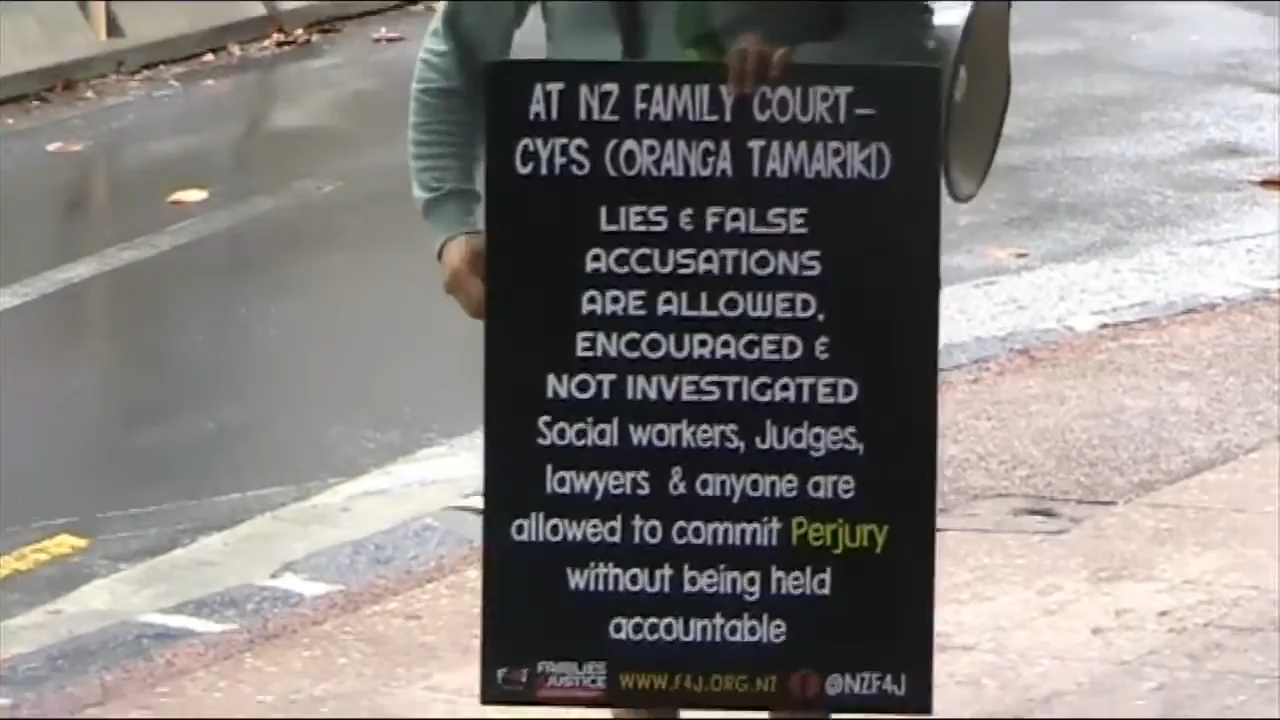 AT NZ FAMILY COURT-
CYFS (ORANGA TAMARIKI)
LIES & FALSE
ACCUSATIONS
ARE ALLOWED,
ENCOURAGED &
NOT INVESTIGATED
Social workers, Judges,
lawyers & anyone are
allowed to commit Perjury
without being held
accountable
F4J FAMILIES
JUSTICE
WWW.F4J.ORG.NZ @NZF4J